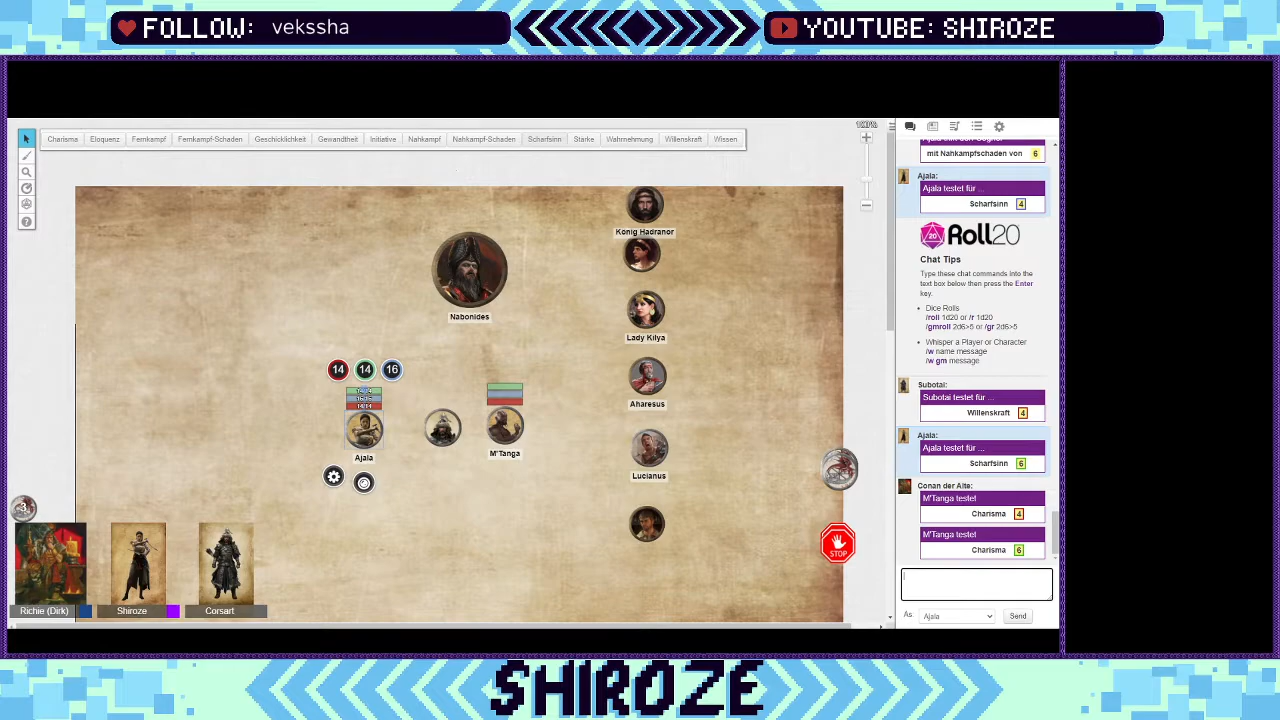 FOLLOW: vekssha
YOUTUBE: SHIROZE
Charisma Eloquenz Fernkampf Fernkampf-Schaden Geschicklichkeit Gewandtheit Initiative Nahkampf Nahkampf-Schaden Scharfsinn Stärke Wahrnehmung Willenskraft Wissen
König Hadranor
Nabonides
Lady Kilya
14 14 16
Aharesus
Ajala
M'Tanga
Lucianus
3
STOP
Richie (Dirk)
Shiroze
Corsart
mit Nahkampfschaden von 6
Ajala:
Ajala testet für ...
Scharfsinn 4
20 Roll20
Chat Tips
Type these chat commands into the
text box below then press the Enter
key.
• Dice Rolls
/roll 1d20 or /r 1d20
/gmroll 2d6>5 or /gr 2d6>5
• Whisper a Player or Character
/w name message
/w gm message
Subotai:
Subotai testet für ...
Willenskraft 4
Ajala:
Ajala testet für ...
Scharfsinn 6
Conan der Alte:
M'Tanga testet
Charisma 4
M'Tanga testet
Charisma 6
As: Ajala Send
SHIROZE